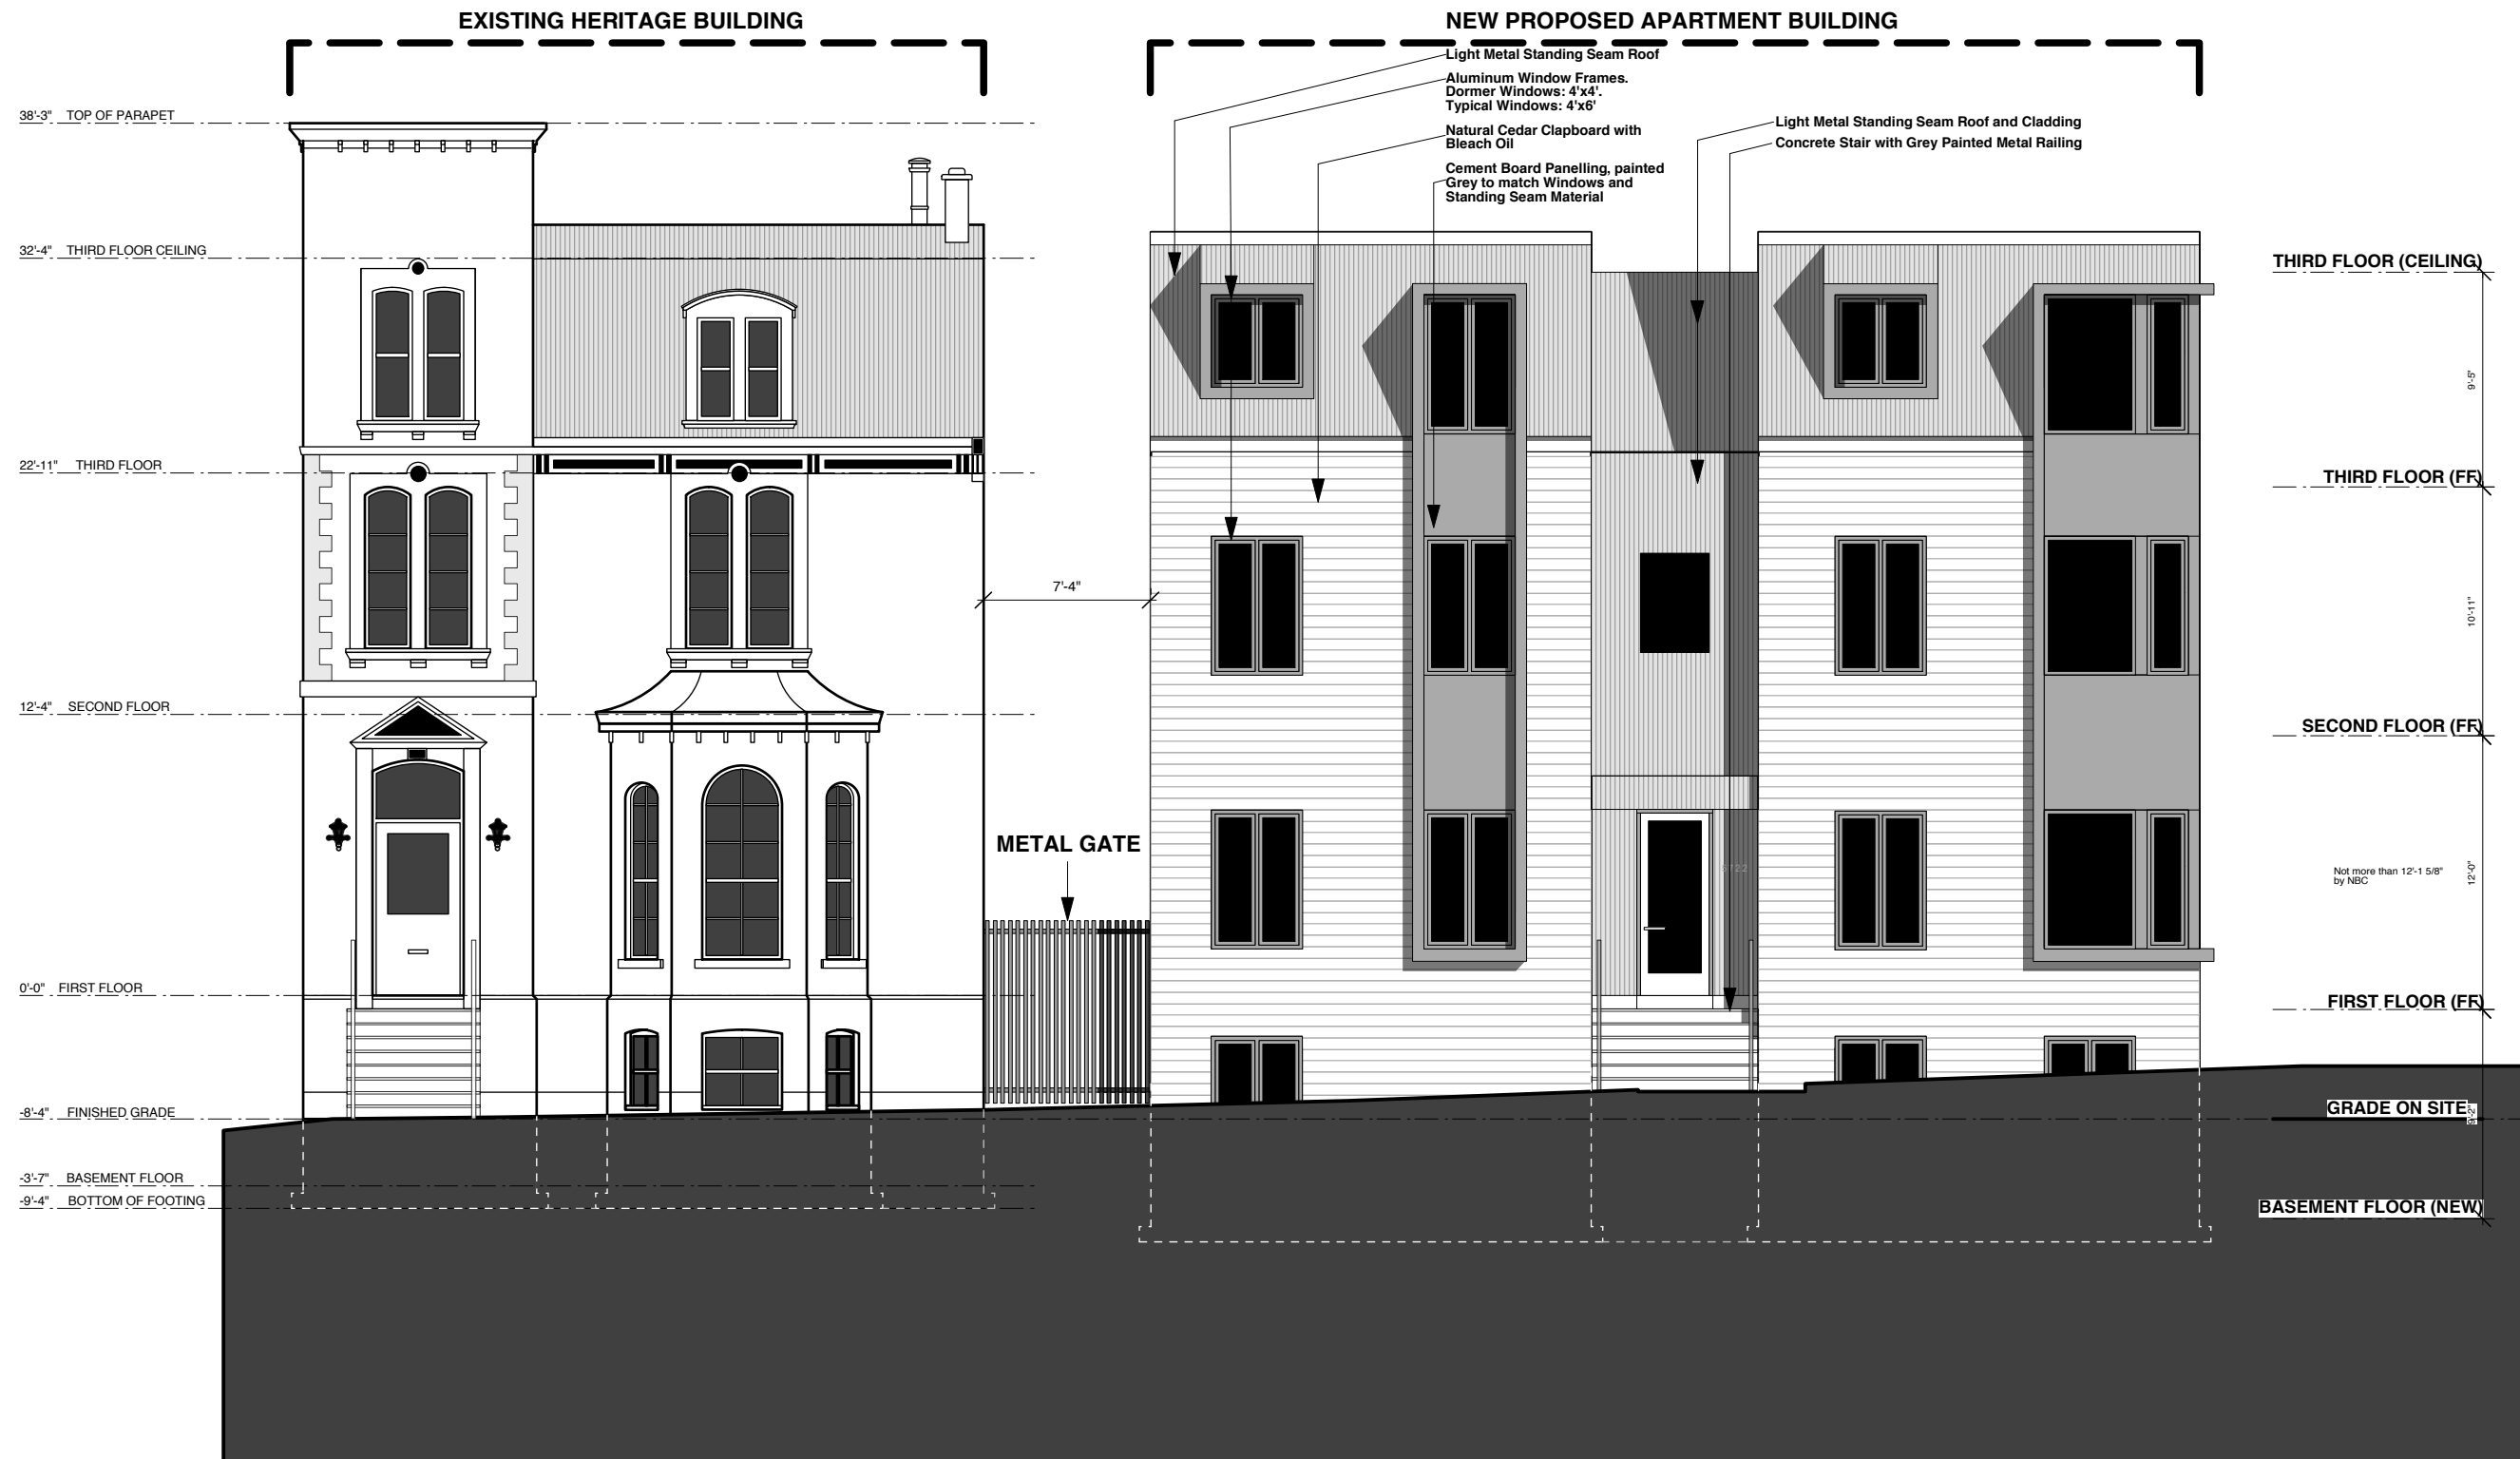 EXISTING HERITAGE BUILDING
NEW PROPOSED APARTMENT BUILDING
Light Metal Standing Seam Roof
Aluminum Window Frames.
Dormer Windows: 4'x4'.
Typical Windows: 4'x6'
Natural Cedar Clapboard with
Bleach Oil
Cement Board Panelling, painted
Grey to match Windows and
Standing Seam Material
Light Metal Standing Seam Roof and Cladding
Concrete Stair with Grey Painted Metal Railing
38'-3" TOP OF PARAPET
32'-4" THIRD FLOOR CEILING
22'-11" THIRD FLOOR
12'-4" SECOND FLOOR
0'-0" FIRST FLOOR
-8'-4" FINISHED GRADE
-3'-7" BASEMENT FLOOR
-9'-4" BOTTOM OF FOOTING
7'-4"
METAL GATE
THIRD FLOOR (CEILING)
9'-5"
THIRD FLOOR (FF)
10'-11"
SECOND FLOOR (FF)
Not more than 12'-1 5/8"
by NBC
12'-0"
FIRST FLOOR (FF)
GRADE ON SITE
BASEMENT FLOOR (NEW)